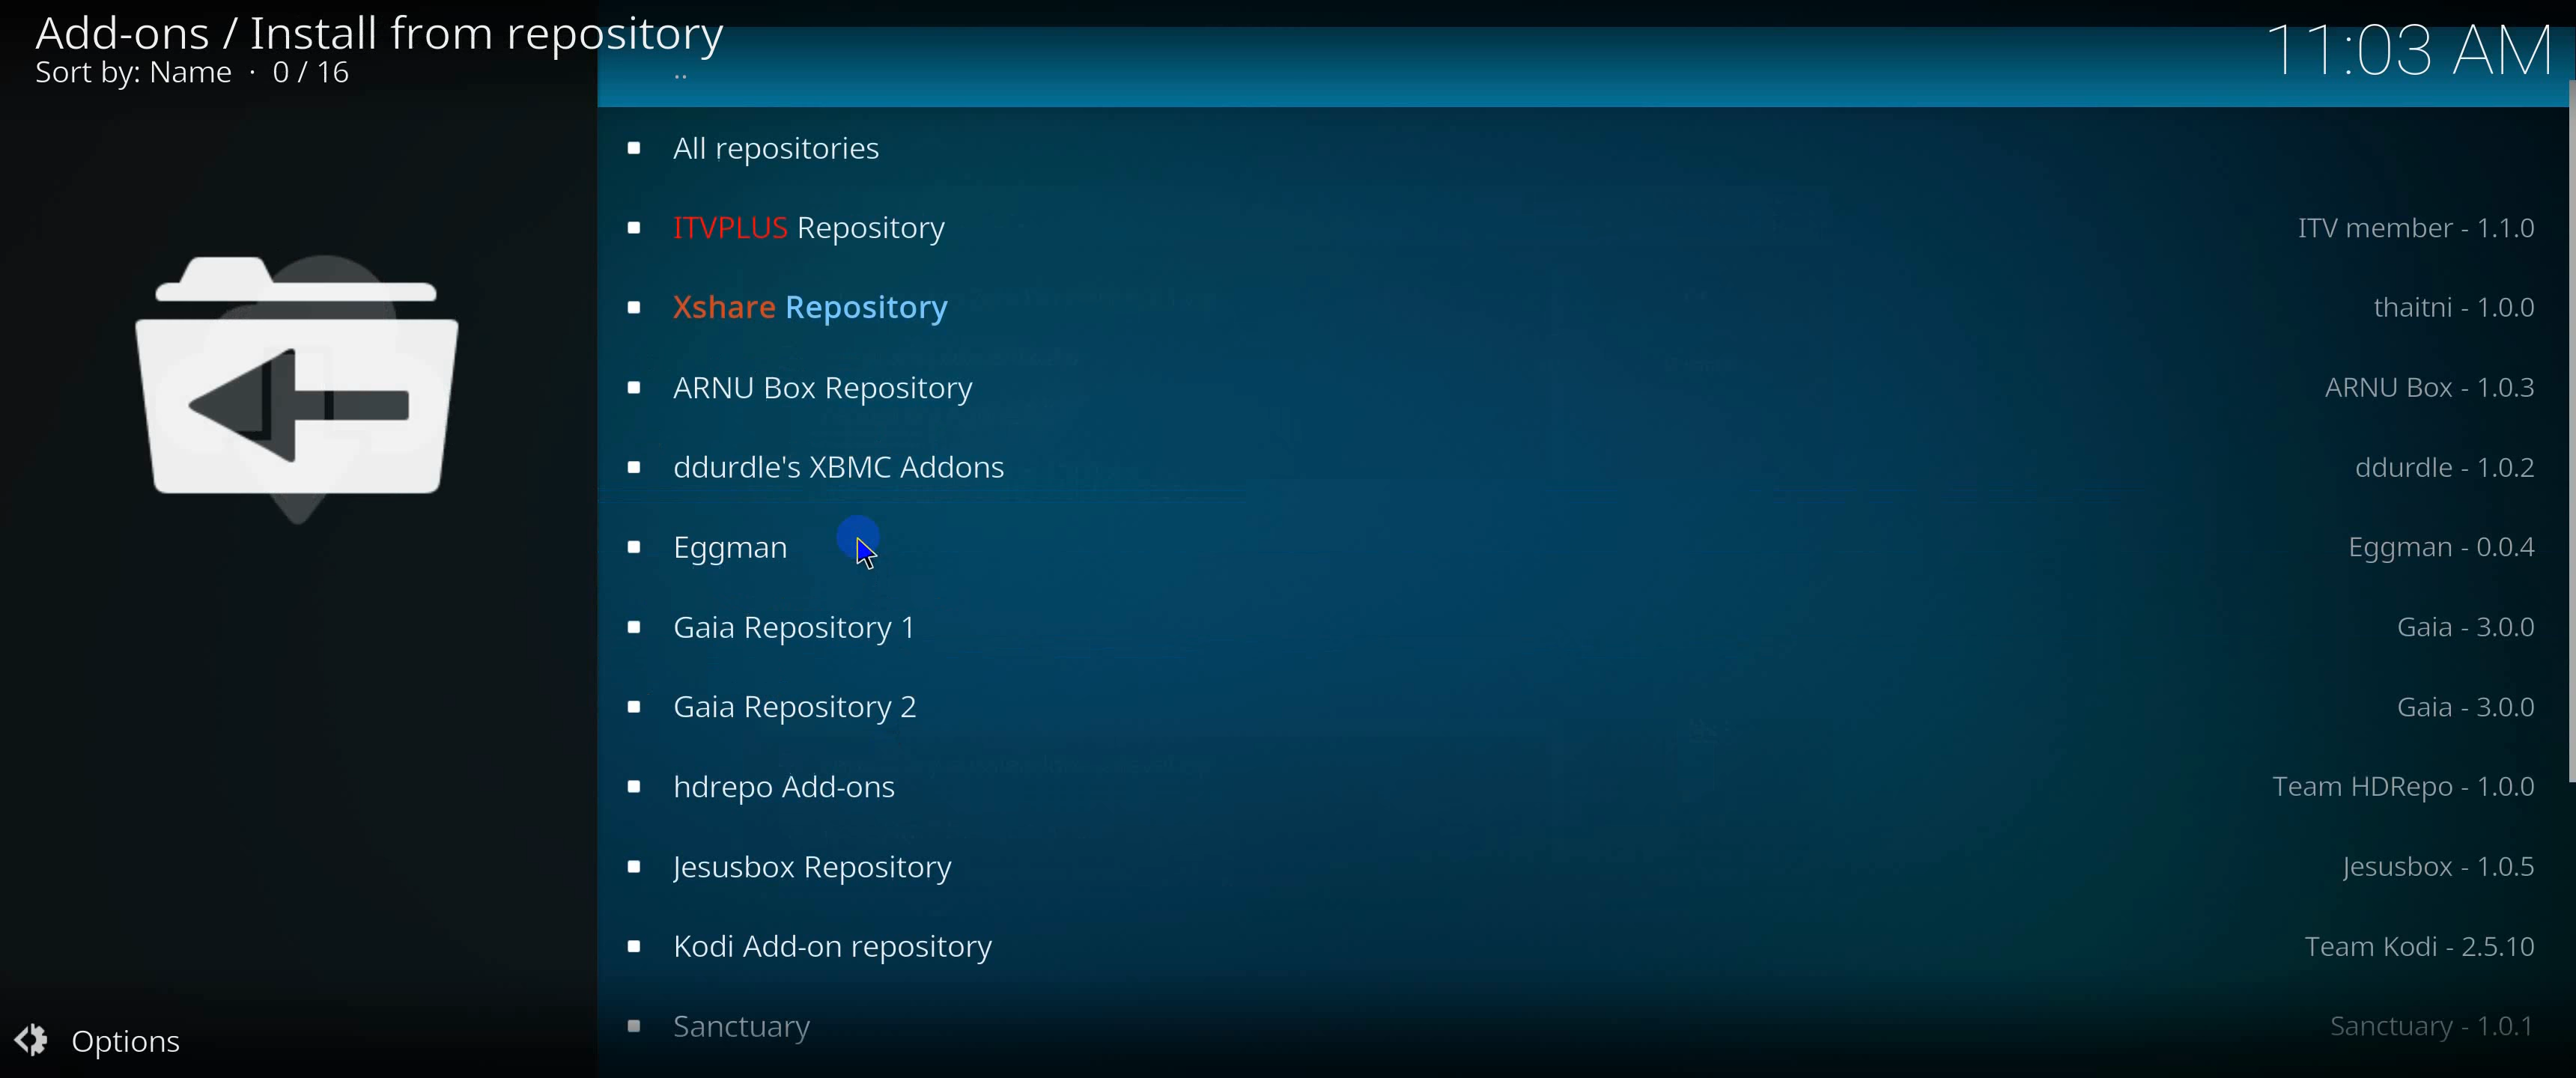 Add-ons / Install from repository
Sort by: Name · 0 / 16
11:03 AM
..
All repositories
ITVPLUS Repository ITV member - 1.1.0
Xshare Repository thaitni - 1.0.0
ARNU Box Repository ARNU Box - 1.0.3
ddurdle's XBMC Addons ddurdle - 1.0.2
Eggman Eggman - 0.0.4
Gaia Repository 1 Gaia - 3.0.0
Gaia Repository 2 Gaia - 3.0.0
hdrepo Add-ons Team HDRepo - 1.0.0
Jesusbox Repository Jesusbox - 1.0.5
Kodi Add-on repository Team Kodi - 2.5.10
Sanctuary Sanctuary - 1.0.1
Options